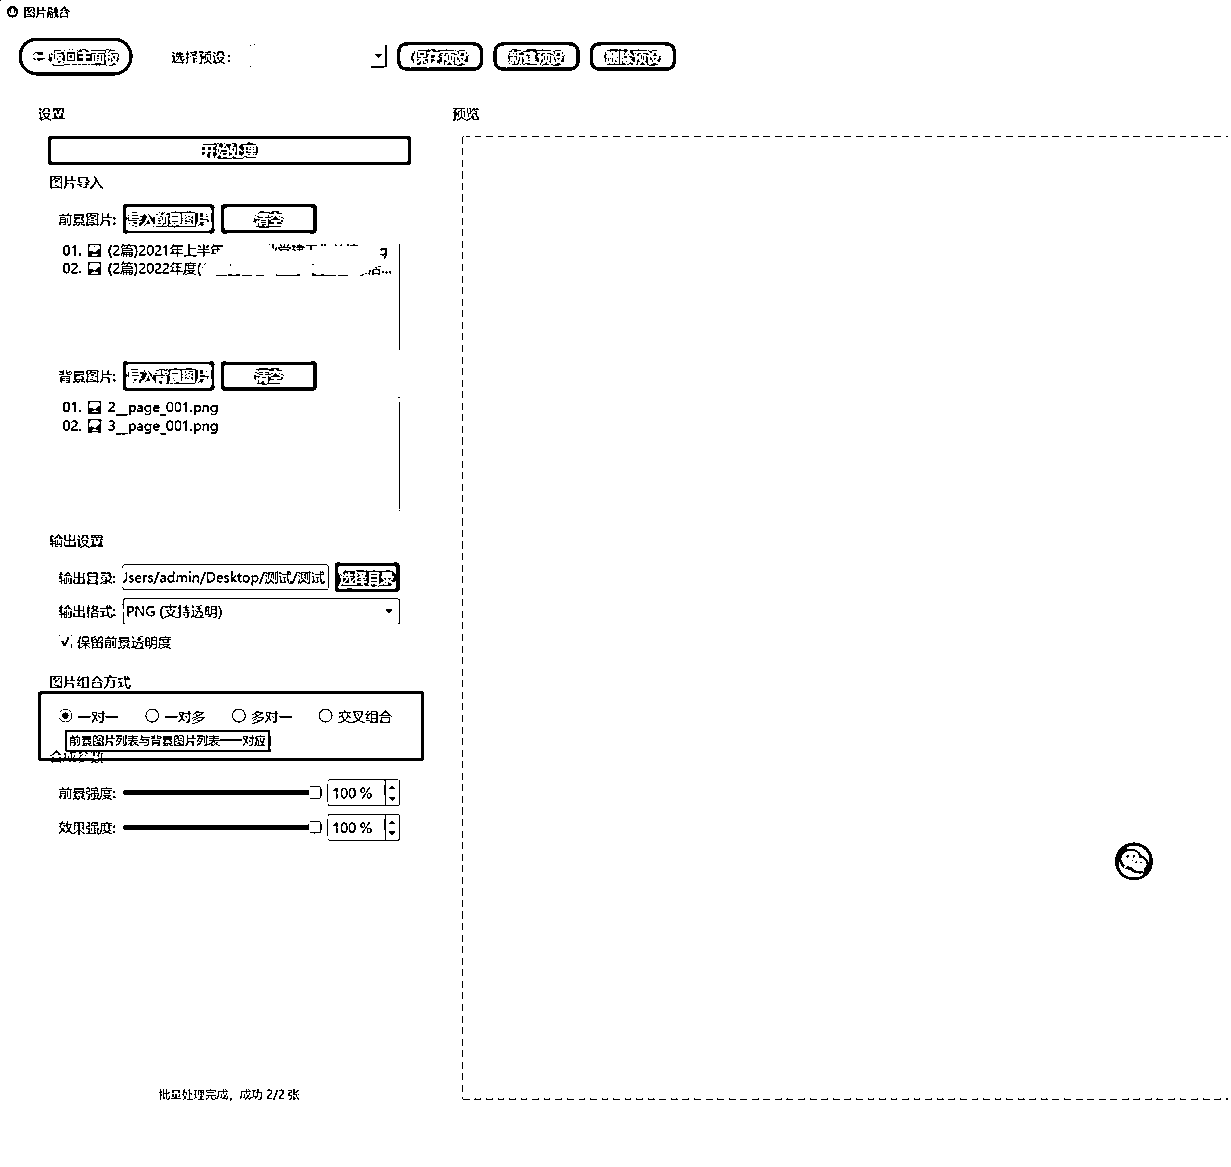 图片融合
返回主面板 选择预设： 保存预设 新建预设 删除预设
设置 预览
开始处理
图片导入
前景图片: 导入前景图片 清空
01. (2篇)2021年上半年
02. (2篇)2022年度(
背景图片: 导入背景图片 清空
01. 2__page_001.png
02. 3__page_001.png
输出设置
输出目录: Jsers/admin/Desktop/测试/测试 选择目录
输出格式: PNG (支持透明)
保留前景透明度
图片组合方式
一对一 一对多 多对一 交叉组合
前景图片列表与背景图片列表一一对应
合成参数
前景强度: 100 %
效果强度: 100 %
批量处理完成，成功 2/2 张